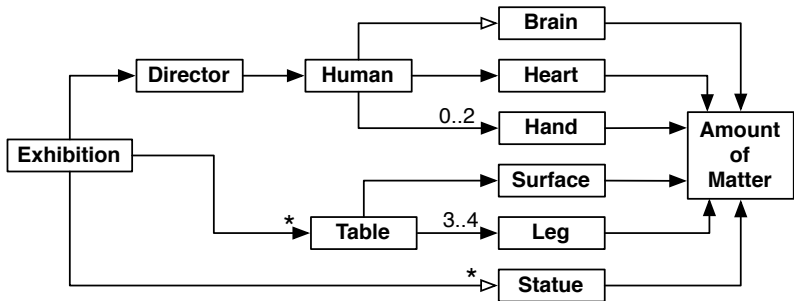 Brain
Director
Human
Heart
0..2
Hand
Amount
of
Matter
Exhibition
Surface
*
Table
3..4
Leg
*
Statue